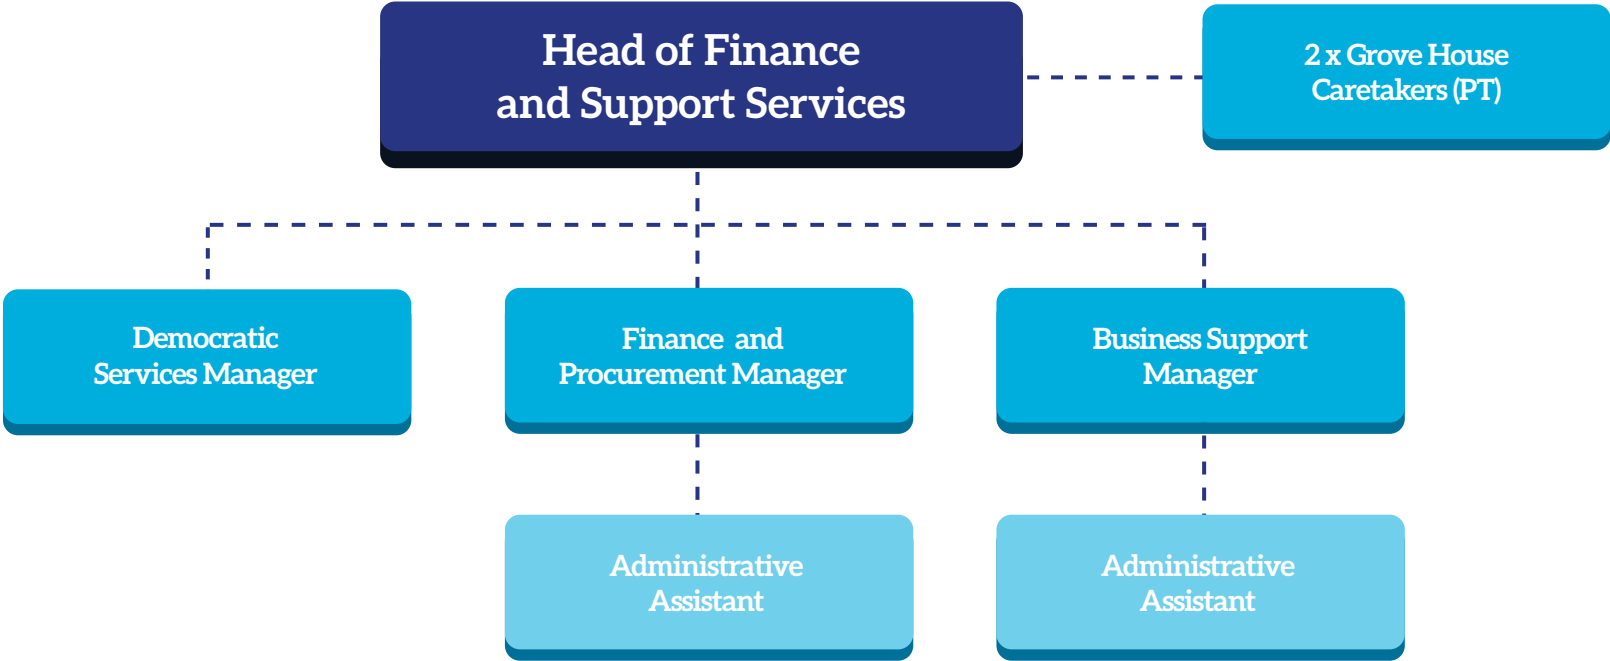 Head of Finance
and Support Services
2 x Grove House
Caretakers (PT)
Democratic
Services Manager
Finance and
Procurement Manager
Business Support
Manager
Administrative
Assistant
Administrative
Assistant